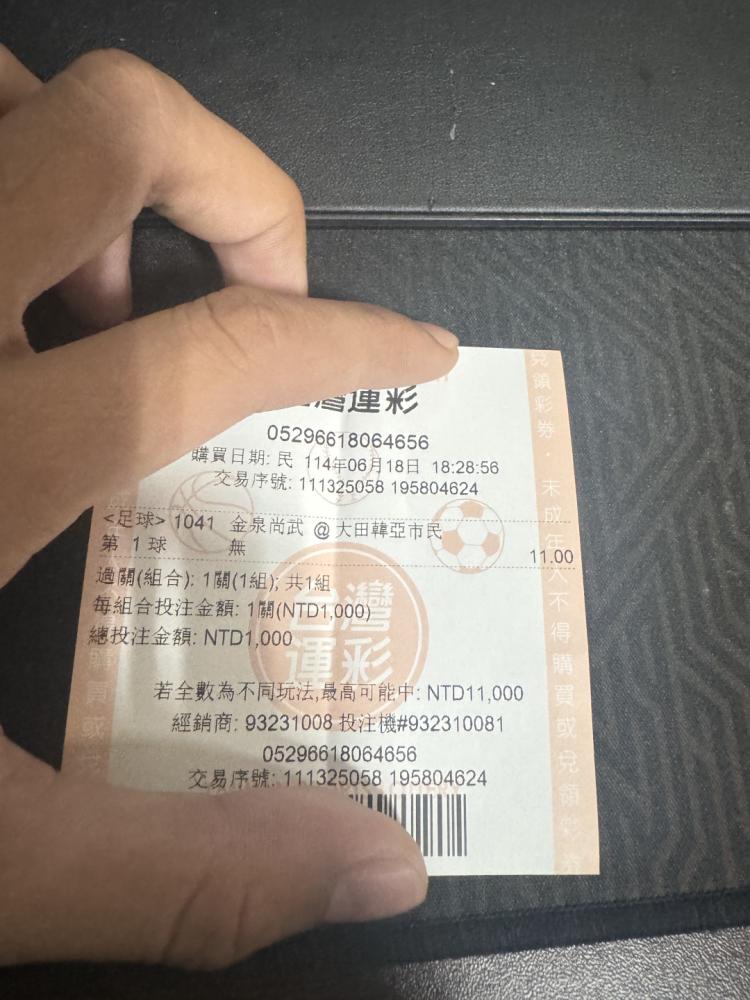 灣運彩
05296618064656
購買日期: 民 114年06月18日 18:28:56
交易序號: 111325058 195804624
<足球> 1041 金泉尚武 @ 大田韓亞市民
第 1 球 無 11.00
過關(組合): 1關(1組); 共1組
每組合投注金額: 1關(NTD1,000)
總投注金額: NTD1,000
台灣
運彩
若全數為不同玩法,最高可能中: NTD11,000
經銷商: 93231008 投注機#932310081
05296618064656
交易序號: 111325058 195804624
兌領彩券．未成年人不得購買或兌領彩券
購買或兌